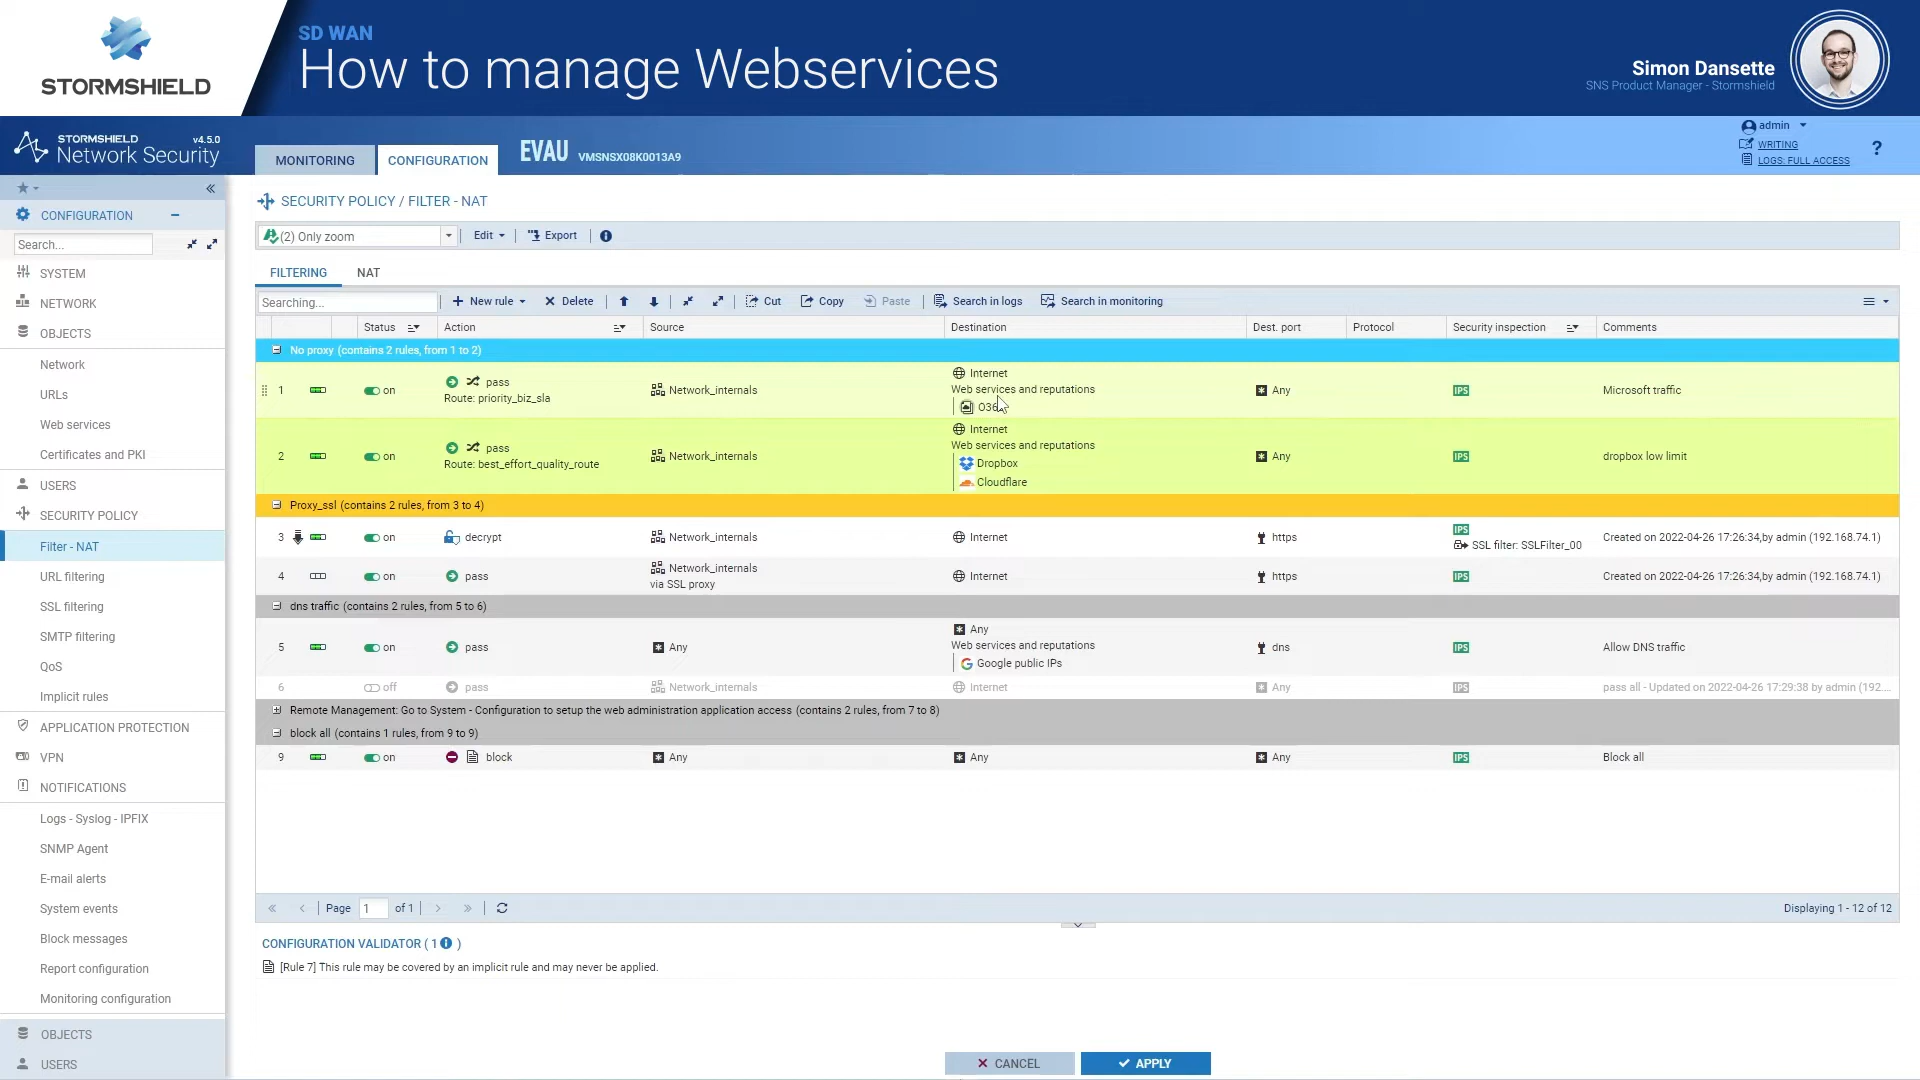 STORMSHIELD
SD WAN
How to manage Webservices
Simon Dansette
SNS Product Manager - Stormshield
STORMSHIELD v4.5.0
Network Security
MONITORING
CONFIGURATION
EVAU VMSNSX08K0013A9
admin
WRITING
LOGS: FULL ACCESS
?
CONFIGURATION
Search...
SYSTEM
NETWORK
OBJECTS
Network
URLs
Web services
Certificates and PKI
USERS
SECURITY POLICY
Filter - NAT
URL filtering
SSL filtering
SMTP filtering
QoS
Implicit rules
APPLICATION PROTECTION
VPN
NOTIFICATIONS
Logs - Syslog - IPFIX
SNMP Agent
E-mail alerts
System events
Block messages
Report configuration
Monitoring configuration
OBJECTS
USERS
SECURITY POLICY / FILTER - NAT
(2) Only zoom Edit Export
FILTERING NAT
Searching... New rule Delete Cut Copy Paste Search in logs Search in monitoring
Status Action Source Destination Dest. port Protocol Security inspection Comments
No proxy (contains 2 rules, from 1 to 2)
1 on pass Network_internals Internet Any IPS Microsoft traffic
Route: priority_biz_sla Web services and reputations
2 on pass Network_internals Internet Any IPS dropbox low limit
Route: best_effort_quality_route Web services and reputations
Dropbox
Cloudflare
Proxy_ssl (contains 2 rules, from 3 to 4)
3 on decrypt Network_internals Internet https IPS Created on 2022-04-26 17:26:34,by admin (192.168.74.1)
SSL filter: SSLFilter_00
4 on pass Network_internals Internet https IPS Created on 2022-04-26 17:26:34,by admin (192.168.74.1)
via SSL proxy
dns traffic (contains 2 rules, from 5 to 6)
5 on pass Any Any dns IPS Allow DNS traffic
Web services and reputations
Google public IPs
6 off pass Network_internals Internet Any IPS pass all - Updated on 2022-04-26 17:29:38 by admin (192....
Remote Management: Go to System - Configuration to setup the web administration application access (contains 2 rules, from 7 to 8)
block all (contains 1 rules, from 9 to 9)
9 on block Any Any Any IPS Block all
Page 1 of 1 Displaying 1 - 12 of 12
CONFIGURATION VALIDATOR ( 1 )
[Rule 7] This rule may be covered by an implicit rule and may never be applied.
CANCEL APPLY